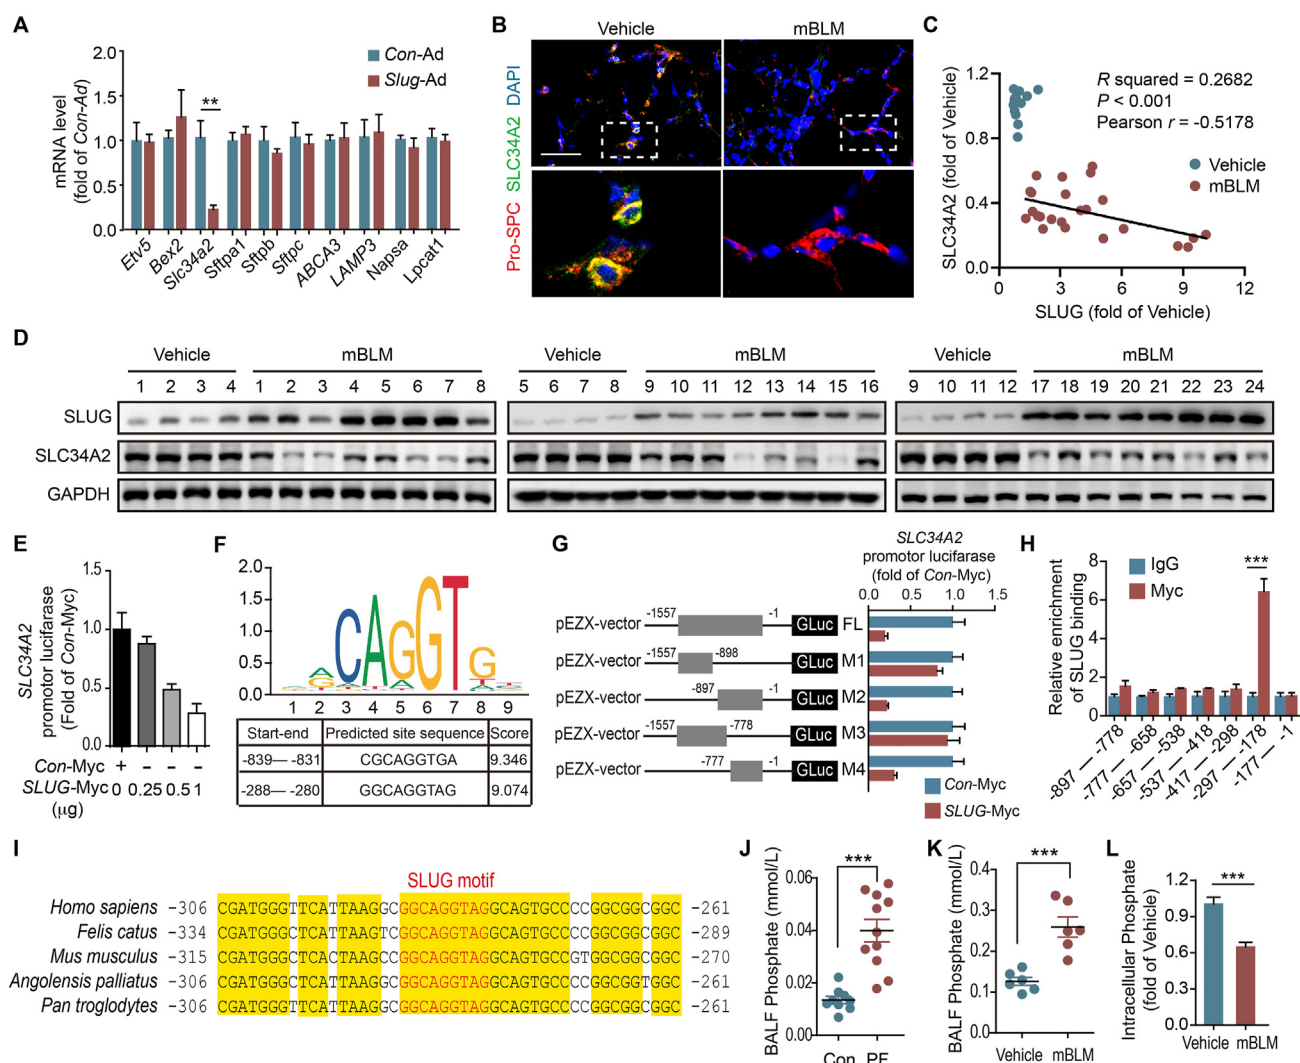 A
mRNA level
(fold of Con-Ad)
2.0
1.5
1.0
0.5
0.0
Con-Ad
Slug-Ad
**
Etv5
Bex2
Slc34a2
Sftpa1
Sftpb
Sftpc
ABCA3
LAMP3
Napsa
Lpcat1
B
Vehicle
mBLM
Pro-SPC SLC34A2 DAPI
C
SLC34A2 (fold of Vehicle)
1.2
0.8
0.4
0.0
R squared = 0.2682
P < 0.001
Pearson r = -0.5178
Vehicle
mBLM
0 3 6 9 12
SLUG (fold of Vehicle)
D
Vehicle mBLM Vehicle mBLM Vehicle mBLM
1 2 3 4 1 2 3 4 5 6 7 8 5 6 7 8 9 10 11 12 13 14 15 16 9 10 11 12 17 18 19 20 21 22 23 24
SLUG
SLC34A2
GAPDH
E
SLC34A2
promotor luciferase
(Fold of Con-Myc)
1.5
1.0
0.5
0.0
Con-Myc + – – –
SLUG-Myc 0 0.25 0.5 1
(μg)
F
2.0
1.5
1.0
0.5
0.0
CAGGTG
1 2 3 4 5 6 7 8 9
Start-end Predicted site sequence Score
-839— -831 CGCAGGTGA 9.346
-288— -280 GGCAGGTAG 9.074
G
SLC34A2
promotor lucifarase
(fold of Con-Myc)
0.0 0.5 1.0 1.5
pEZX-vector -1557 -1 GLuc FL
pEZX-vector -1557 -898 GLuc M1
pEZX-vector -897 -1 GLuc M2
pEZX-vector -1557 -778 GLuc M3
pEZX-vector -777 -1 GLuc M4
Con-Myc
SLUG-Myc
H
Relative enrichment
of SLUG binding
8
6
4
2
0
IgG
Myc
***
-897 — -778
-777 — -658
-657 — -538
-537 — -418
-417 — -298
-297 — -178
-177 — -1
I
SLUG motif
Homo sapiens -306 CGATGGGTTCATTAAGGCGGCAGGTAGGCAGTGCCCCGGCGGCGGC -261
Felis catus -334 CGATGGGCTCATTAAGTCGGCAGGTAGGCAGTGCCCCGGCGGCGGC -289
Mus musculus -315 CGATGGGCTCACTAAGCCGGCAGGTAGGCAGTGCCGTGGCGGCGGC -270
Angolensis palliatus -306 CGATGGGCTCATTAAGGCGGCAGGTAGGCAGTGCCCCGGCGGTGGC -261
Pan troglodytes -306 CGATGGGTTCATTAAGGCGGCAGGTAGGCAGTGCCCCGGCGGCGGC -261
J
BALF Phosphate (mmol/L)
0.06
0.04
0.02
0.00
***
Con PF
K
BALF Phosphate (mmol/L)
0.4
0.3
0.2
0.1
0.0
***
Vehicle mBLM
L
Intracellular Phosphate
(fold of Vehicle)
1.2
0.9
0.6
0.3
0.0
***
Vehicle mBLM